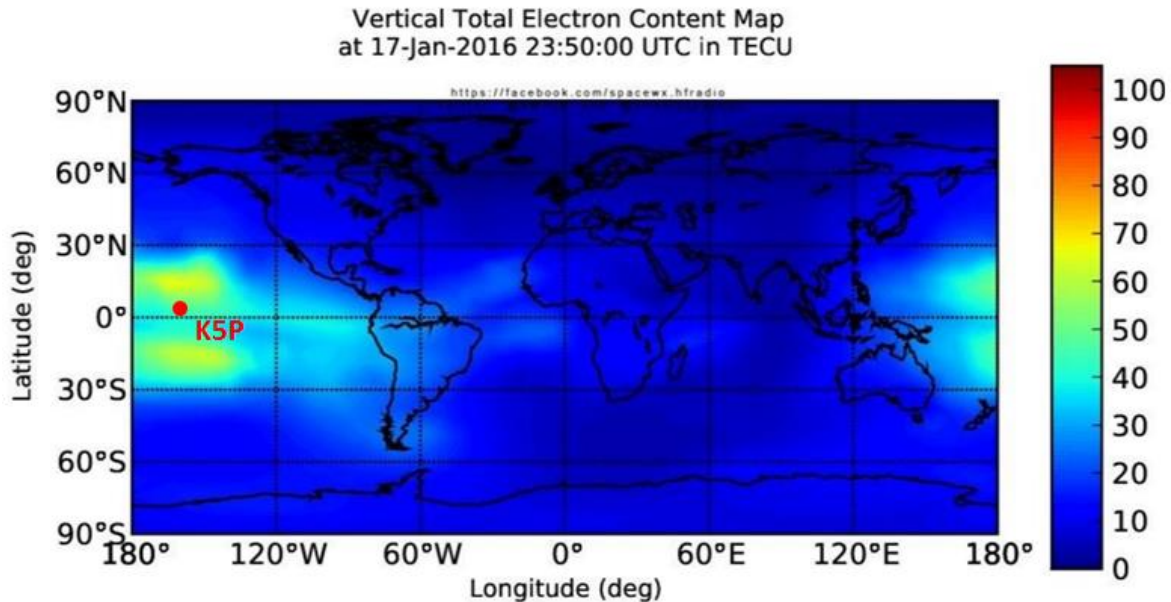 Vertical Total Electron Content Map
at 17-Jan-2016 23:50:00 UTC in TECU
https://facebook.com/spacewx.hfradio
90°N
60°N
30°N
0°
30°S
60°S
90°S
Latitude (deg)
K5P
180°
120°W
60°W
0°
60°E
120°E
180°
Longitude (deg)
100
90
80
70
60
50
40
30
20
10
0